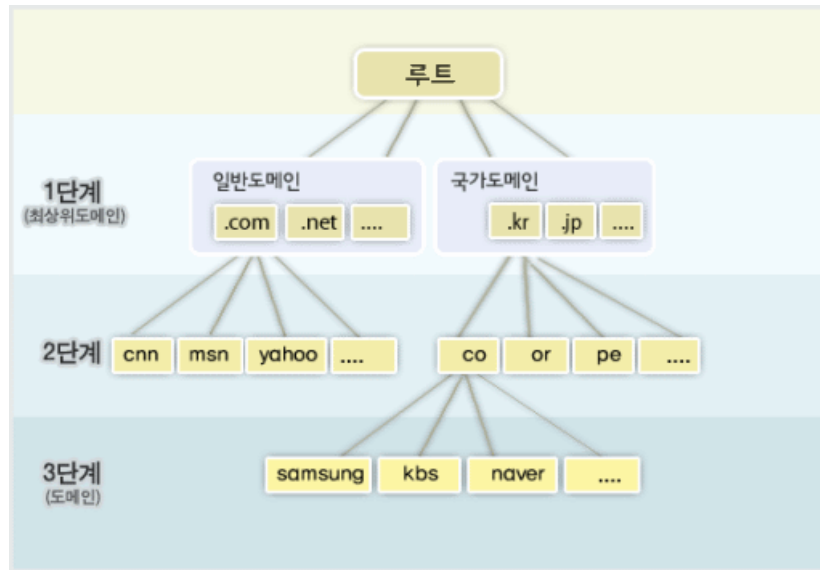 루트
1단계
(최상위도메인)
일반도메인
.com .net ....
국가도메인
.kr .jp ....
2단계
cnn msn yahoo ....
co or pe ....
3단계
(도메인)
samsung kbs naver ....